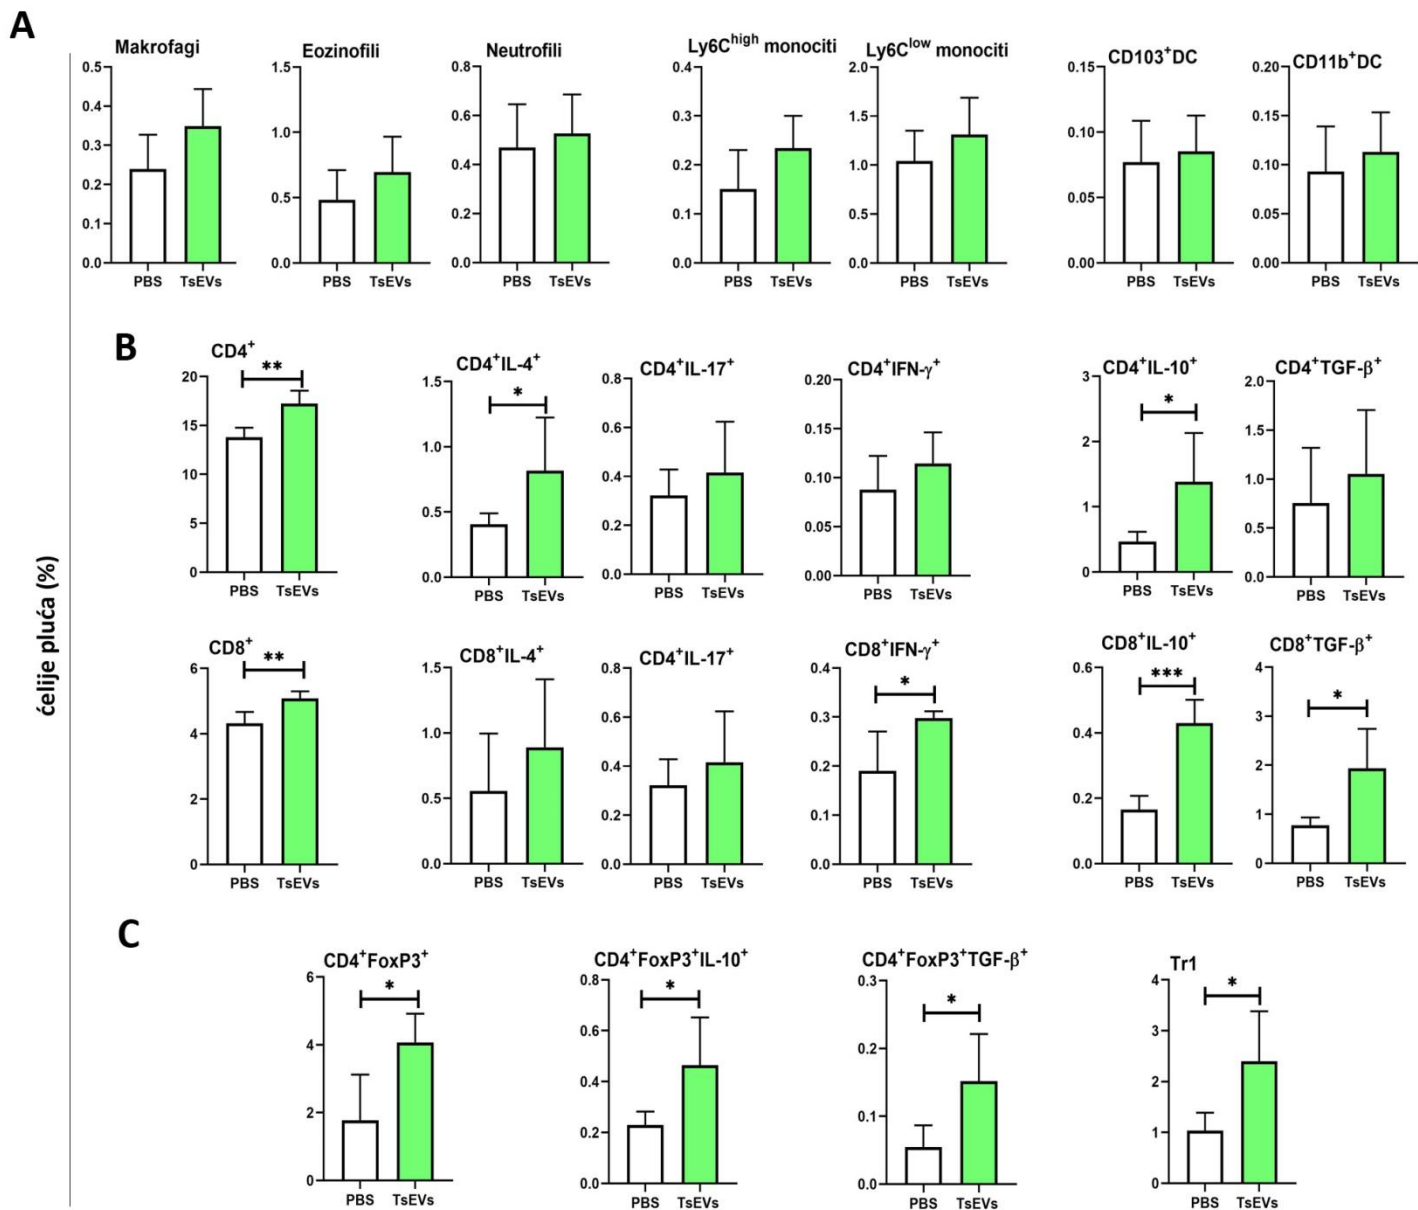 A
Makrofagi
0.5
0.4
0.3
0.2
0.1
0.0
PBS TsEVs
Eozinofili
1.5
1.0
0.5
0.0
PBS TsEVs
Neutrofili
0.8
0.6
0.4
0.2
0.0
PBS TsEVs
Ly6C^high monociti
0.4
0.3
0.2
0.1
0.0
PBS TsEVs
Ly6C^low monociti
2.0
1.5
1.0
0.5
0.0
PBS TsEVs
CD103⁺DC
0.15
0.10
0.05
0.00
PBS TsEVs
CD11b⁺DC
0.20
0.15
0.10
0.05
0.00
PBS TsEVs
ćelije pluća (%)
B
CD4⁺
**
20
15
10
5
0
PBS TsEVs
CD4⁺IL-4⁺
*
1.5
1.0
0.5
0.0
PBS TsEVs
CD4⁺IL-17⁺
0.8
0.6
0.4
0.2
0.0
PBS TsEVs
CD4⁺IFN-γ⁺
0.20
0.15
0.10
0.05
0.00
PBS TsEVs
CD4⁺IL-10⁺
*
3
2
1
0
PBS TsEVs
CD4⁺TGF-β⁺
2.0
1.5
1.0
0.5
0.0
PBS TsEVs
CD8⁺
**
6
4
2
0
PBS TsEVs
CD8⁺IL-4⁺
1.5
1.0
0.5
0.0
PBS TsEVs
CD4⁺IL-17⁺
0.8
0.6
0.4
0.2
0.0
PBS TsEVs
CD8⁺IFN-γ⁺
*
0.4
0.3
0.2
0.1
0.0
PBS TsEVs
CD8⁺IL-10⁺
***
0.6
0.4
0.2
0.0
PBS TsEVs
CD8⁺TGF-β⁺
*
4
3
2
1
0
PBS TsEVs
C
CD4⁺FoxP3⁺
*
6
4
2
0
PBS TsEVs
CD4⁺FoxP3⁺IL-10⁺
*
0.8
0.6
0.4
0.2
0.0
PBS TsEVs
CD4⁺FoxP3⁺TGF-β⁺
*
0.3
0.2
0.1
0.0
PBS TsEVs
Tr1
*
4
3
2
1
0
PBS TsEVs